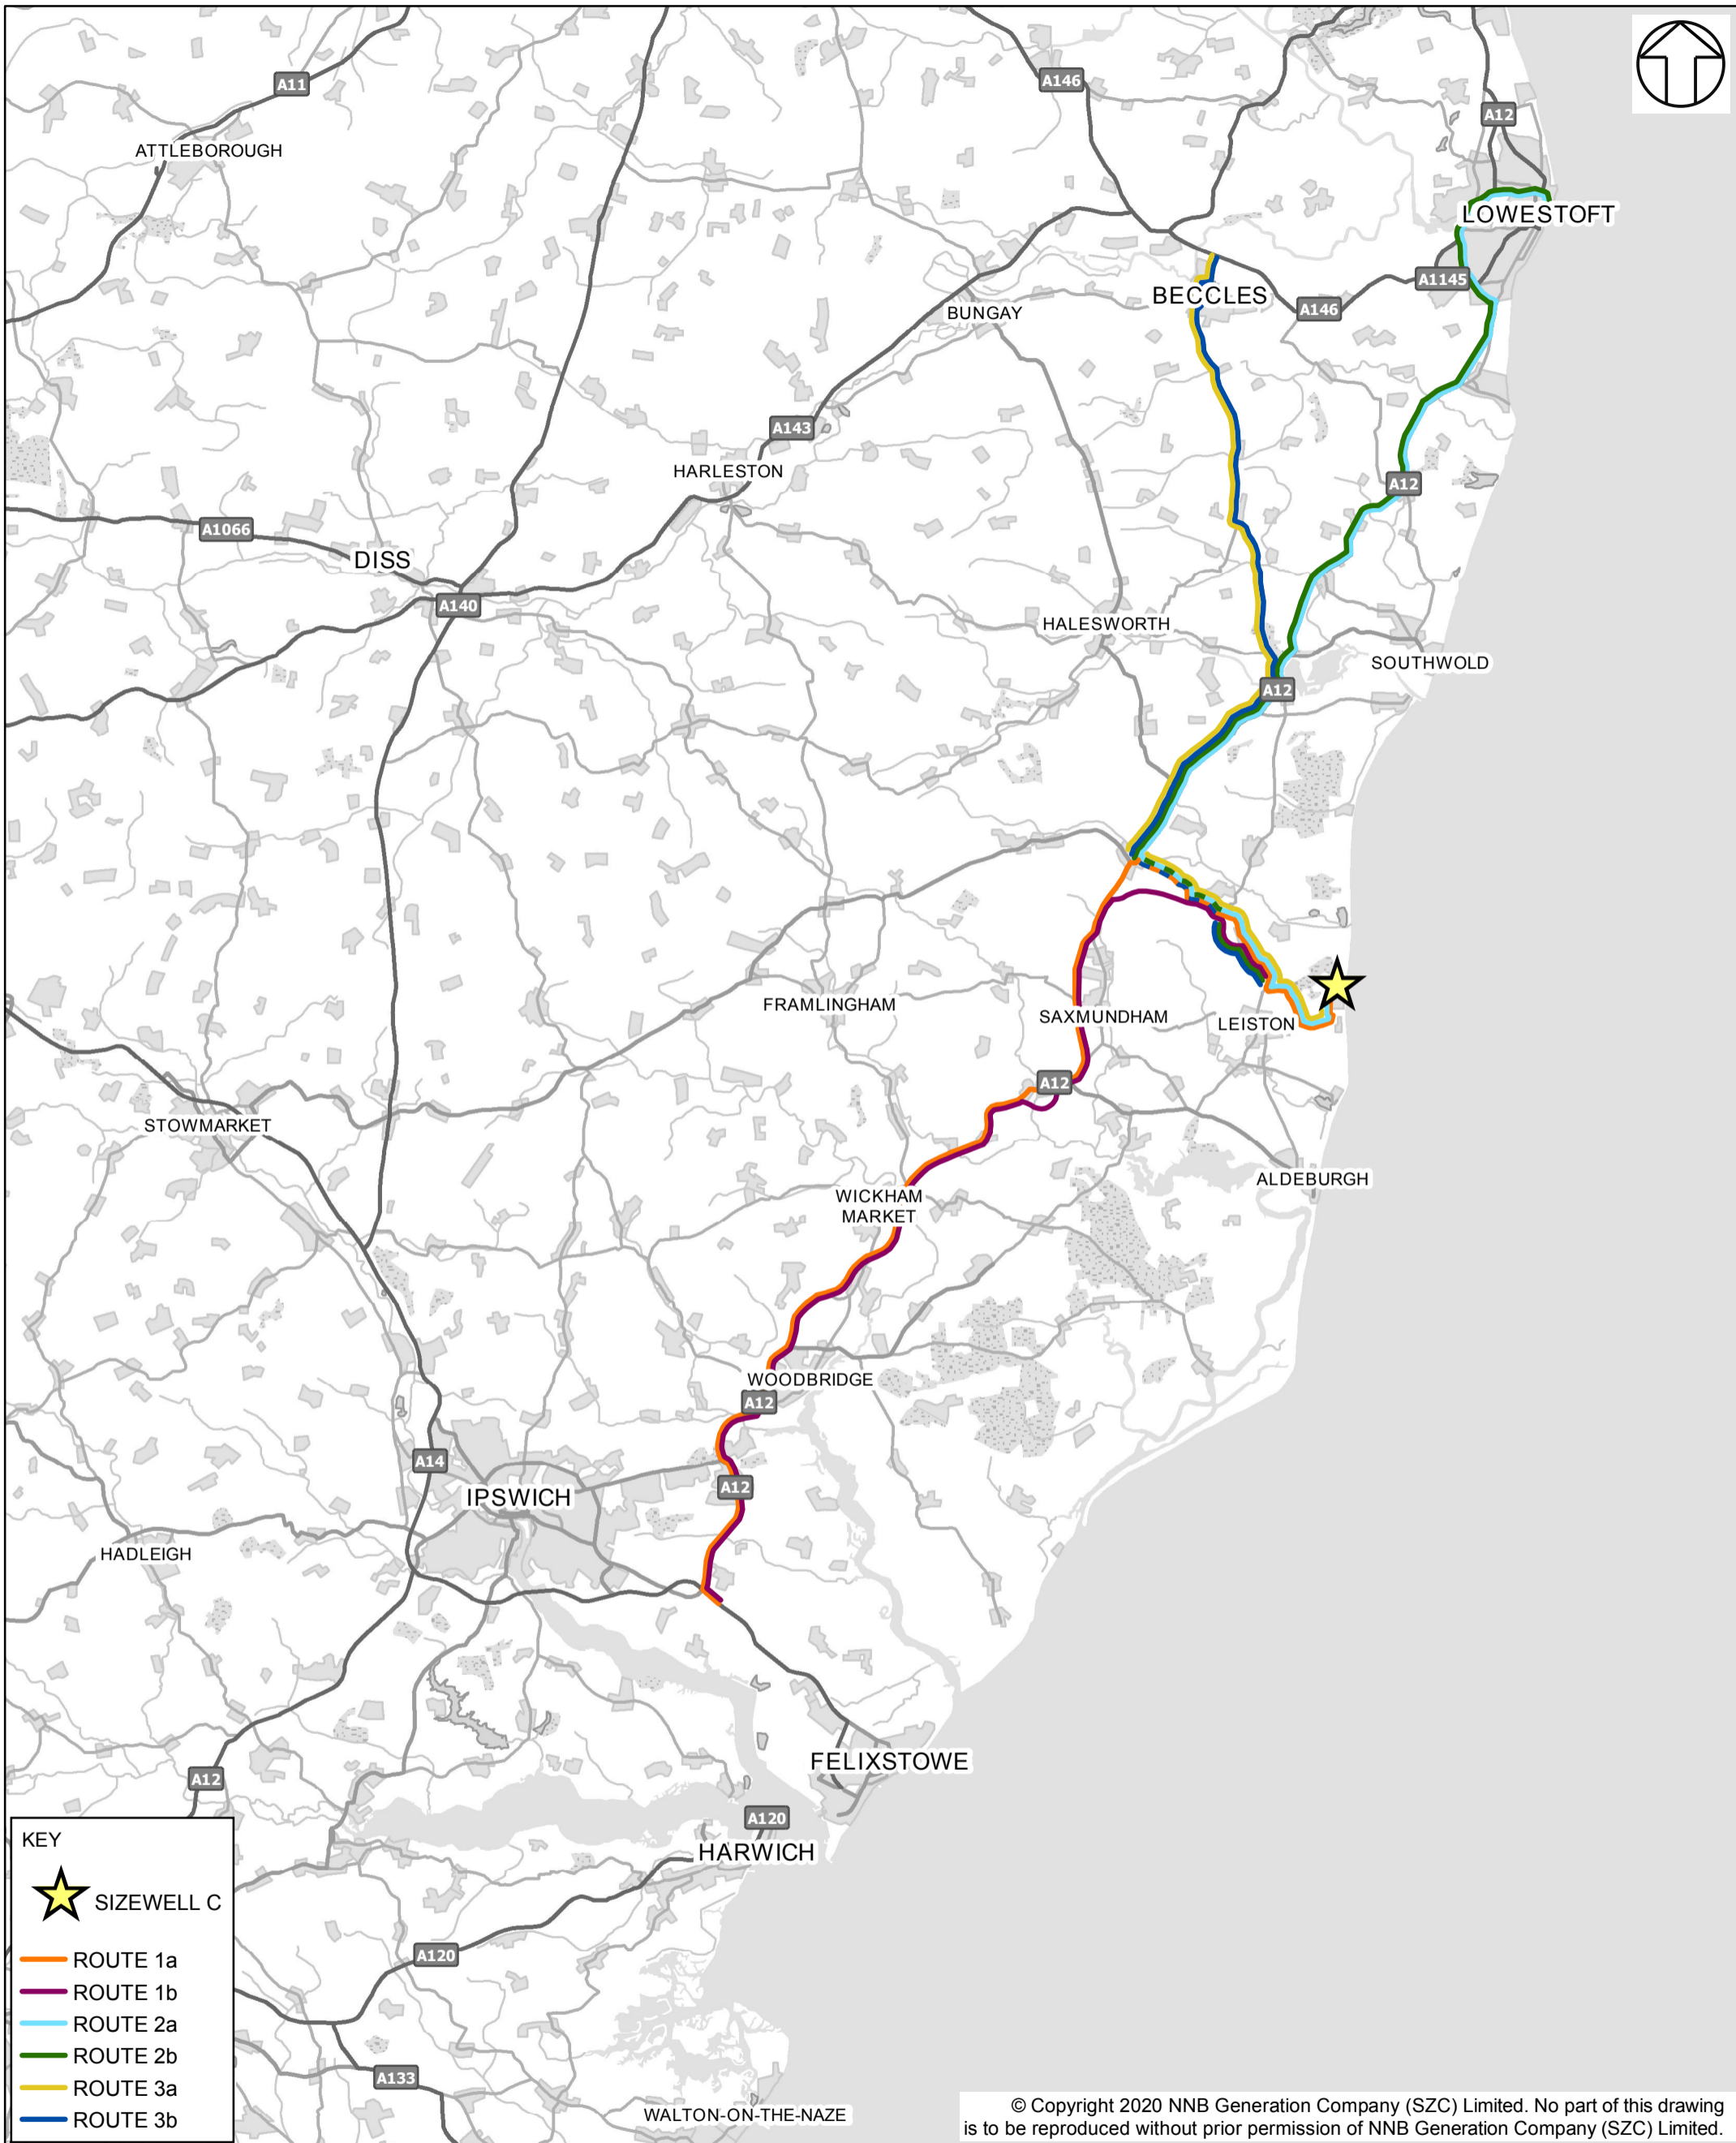 A11
A146
A12
ATTLEBOROUGH
LOWESTOFT
A1145
BECCLES
A146
BUNGAY
A143
HARLESTON
A12
A1066
DISS
A140
HALESWORTH
SOUTHWOLD
A12
FRAMLINGHAM
SAXMUNDHAM
LEISTON
A12
STOWMARKET
ALDEBURGH
WICKHAM
MARKET
WOODBRIDGE
A12
A14
A12
IPSWICH
HADLEIGH
FELIXSTOWE
A12
A120
HARWICH
A120
A133
WALTON-ON-THE-NAZE
KEY
SIZEWELL C
ROUTE 1a
ROUTE 1b
ROUTE 2a
ROUTE 2b
ROUTE 3a
ROUTE 3b
© Copyright 2020 NNB Generation Company (SZC) Limited. No part of this drawing
is to be reproduced without prior permission of NNB Generation Company (SZC) Limited.